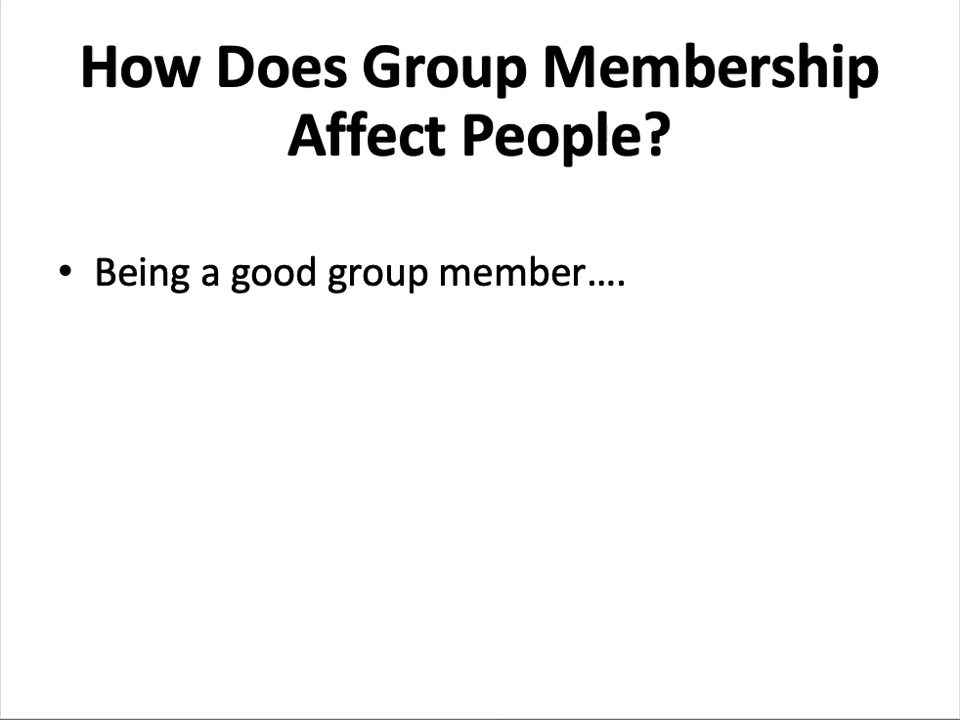 How Does Group Membership
Affect People?
• Being a good group member….